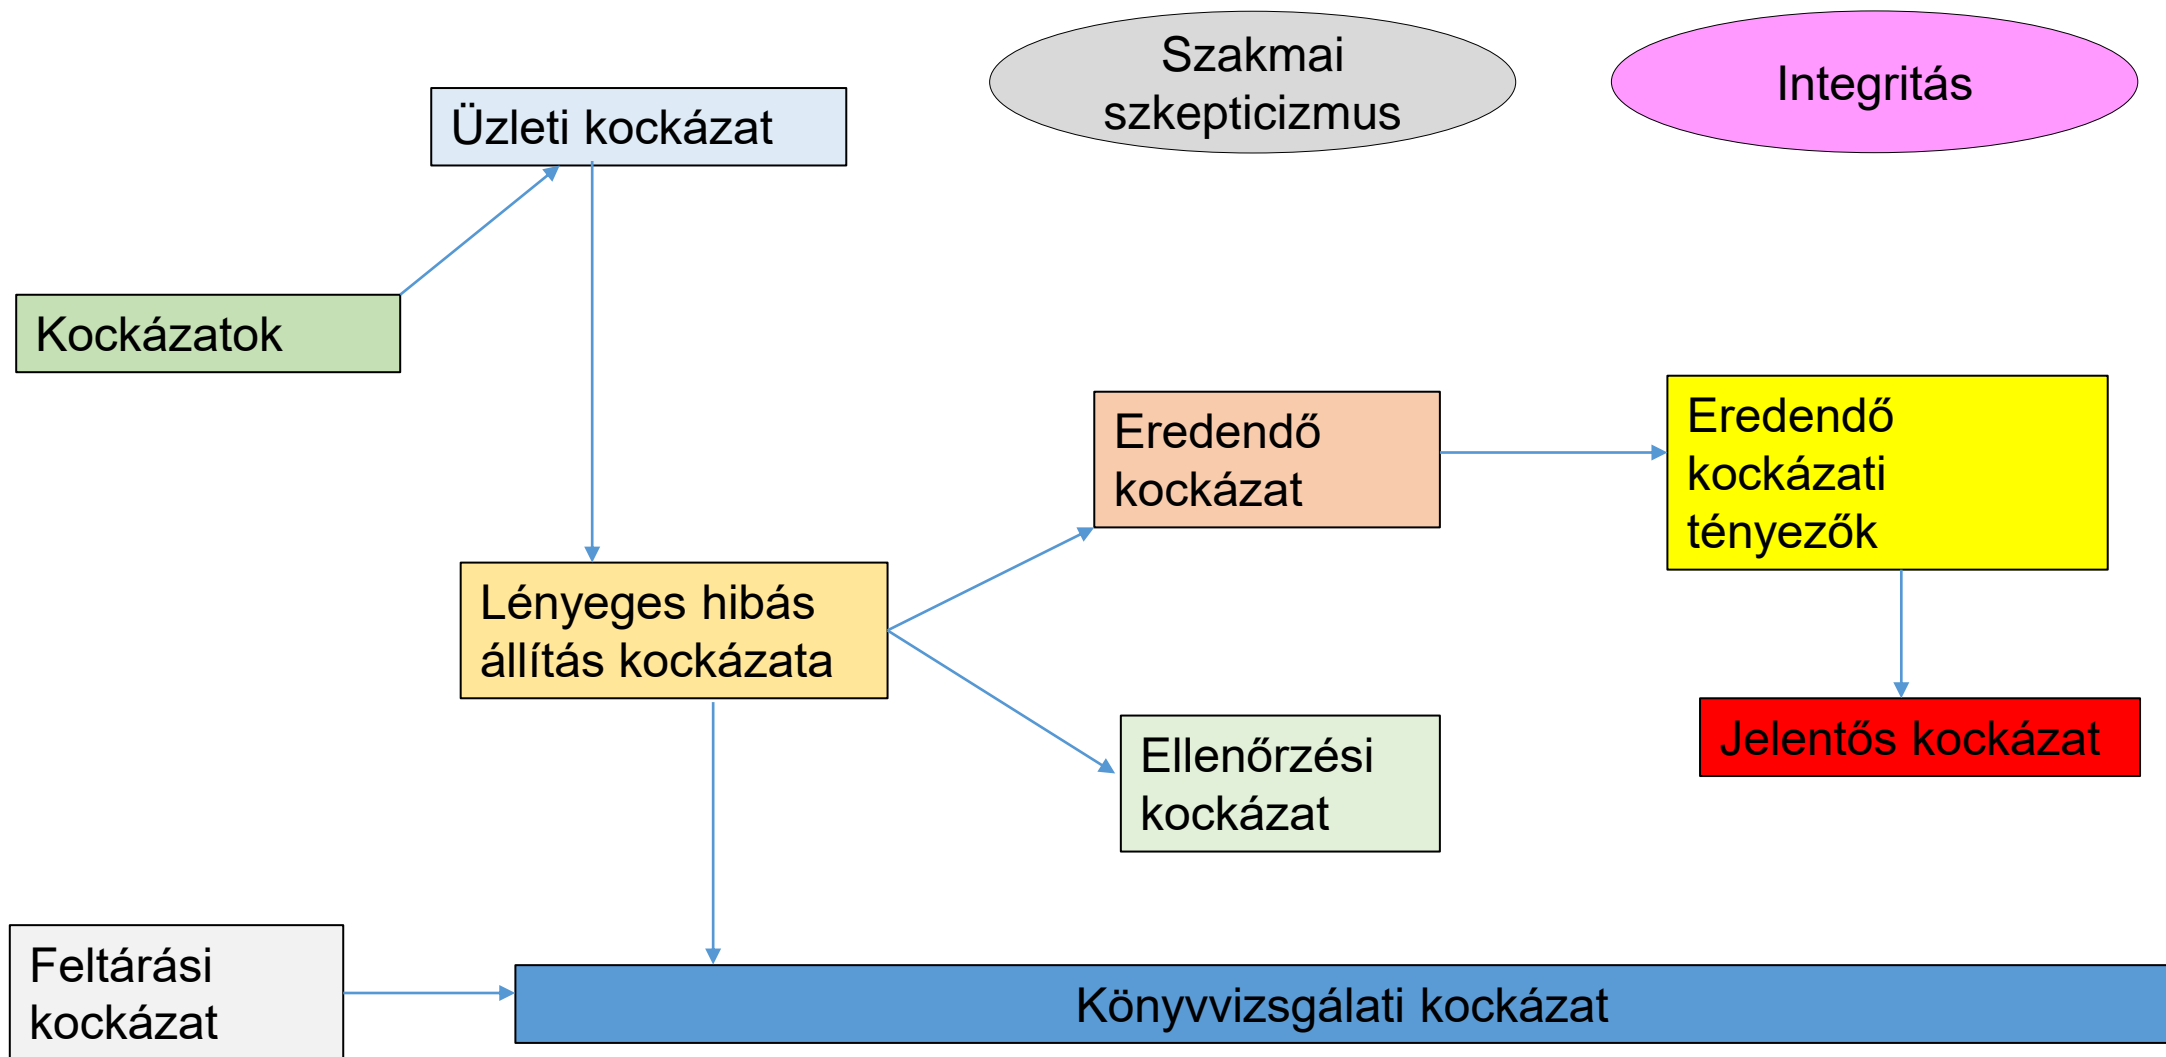 Szakmai
szkepticizmus
Integritás
Üzleti kockázat
Kockázatok
Eredendő
kockázat
Eredendő
kockázati
tényezők
Lényeges hibás
állítás kockázata
Ellenőrzési
kockázat
Jelentős kockázat
Feltárási
kockázat
Könyvvizsgálati kockázat